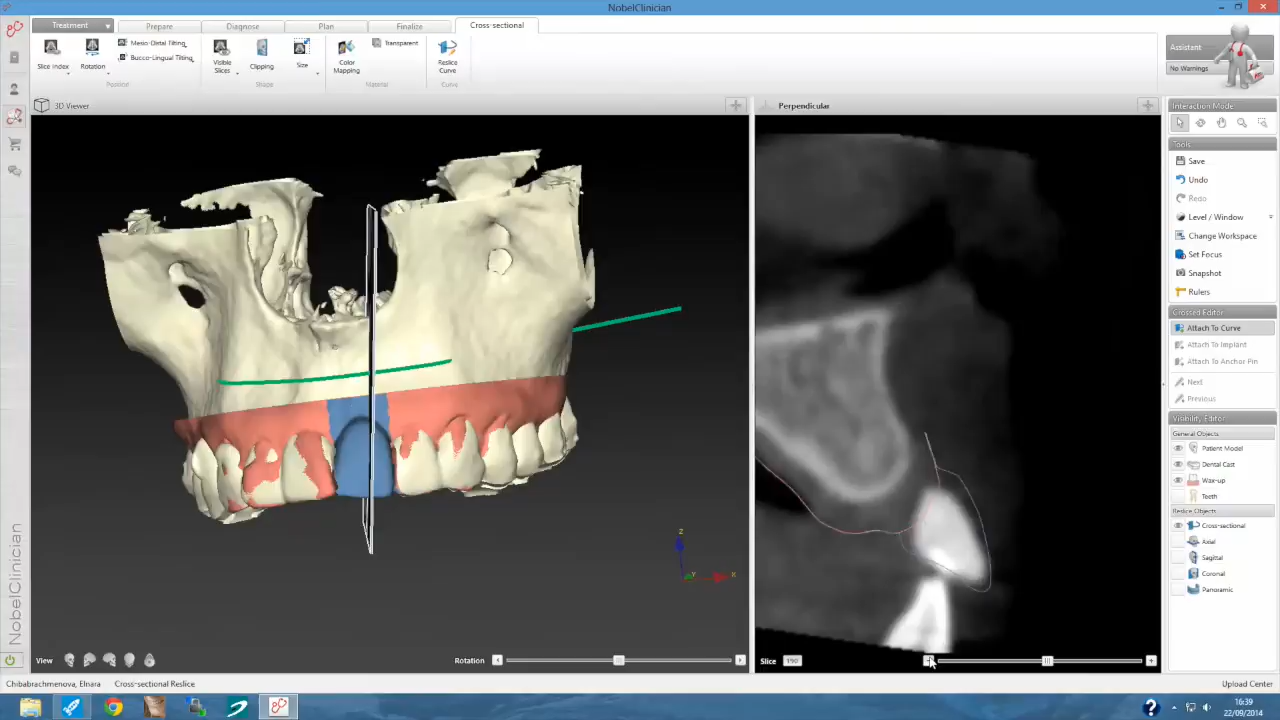 NobelClinician
Treatment
Prepare
Diagnose
Plan
Finalize
Cross-sectional
Slice Index
Rotation
Mesio-Distal Tilting
Bucco-Lingual Tilting
Position
Visible Slices
Clipping
Size
Shape
Color Mapping
Transparent
Material
Reslice Curve
Curve
Assistant
No Warnings
3D Viewer
Perpendicular
Interaction Mode
Tools
Save
Undo
Redo
Level / Window
Change Workspace
Set Focus
Snapshot
Rulers
Crossed Editor
Attach To Curve
Attach To Implant
Attach To Anchor Pin
Next
Previous
Visibility Editor
General Objects
Patient Model
Dental Cast
Wax-up
Teeth
Reslice Objects
Cross-sectional
Axial
Sagittal
Coronal
Panoramic
NobelClinician
Z
Y
X
View
Rotation
Slice
190
Chibabrachmenova, Elnara
Cross-sectional Reslice
Upload Center
16:39
22/09/2014